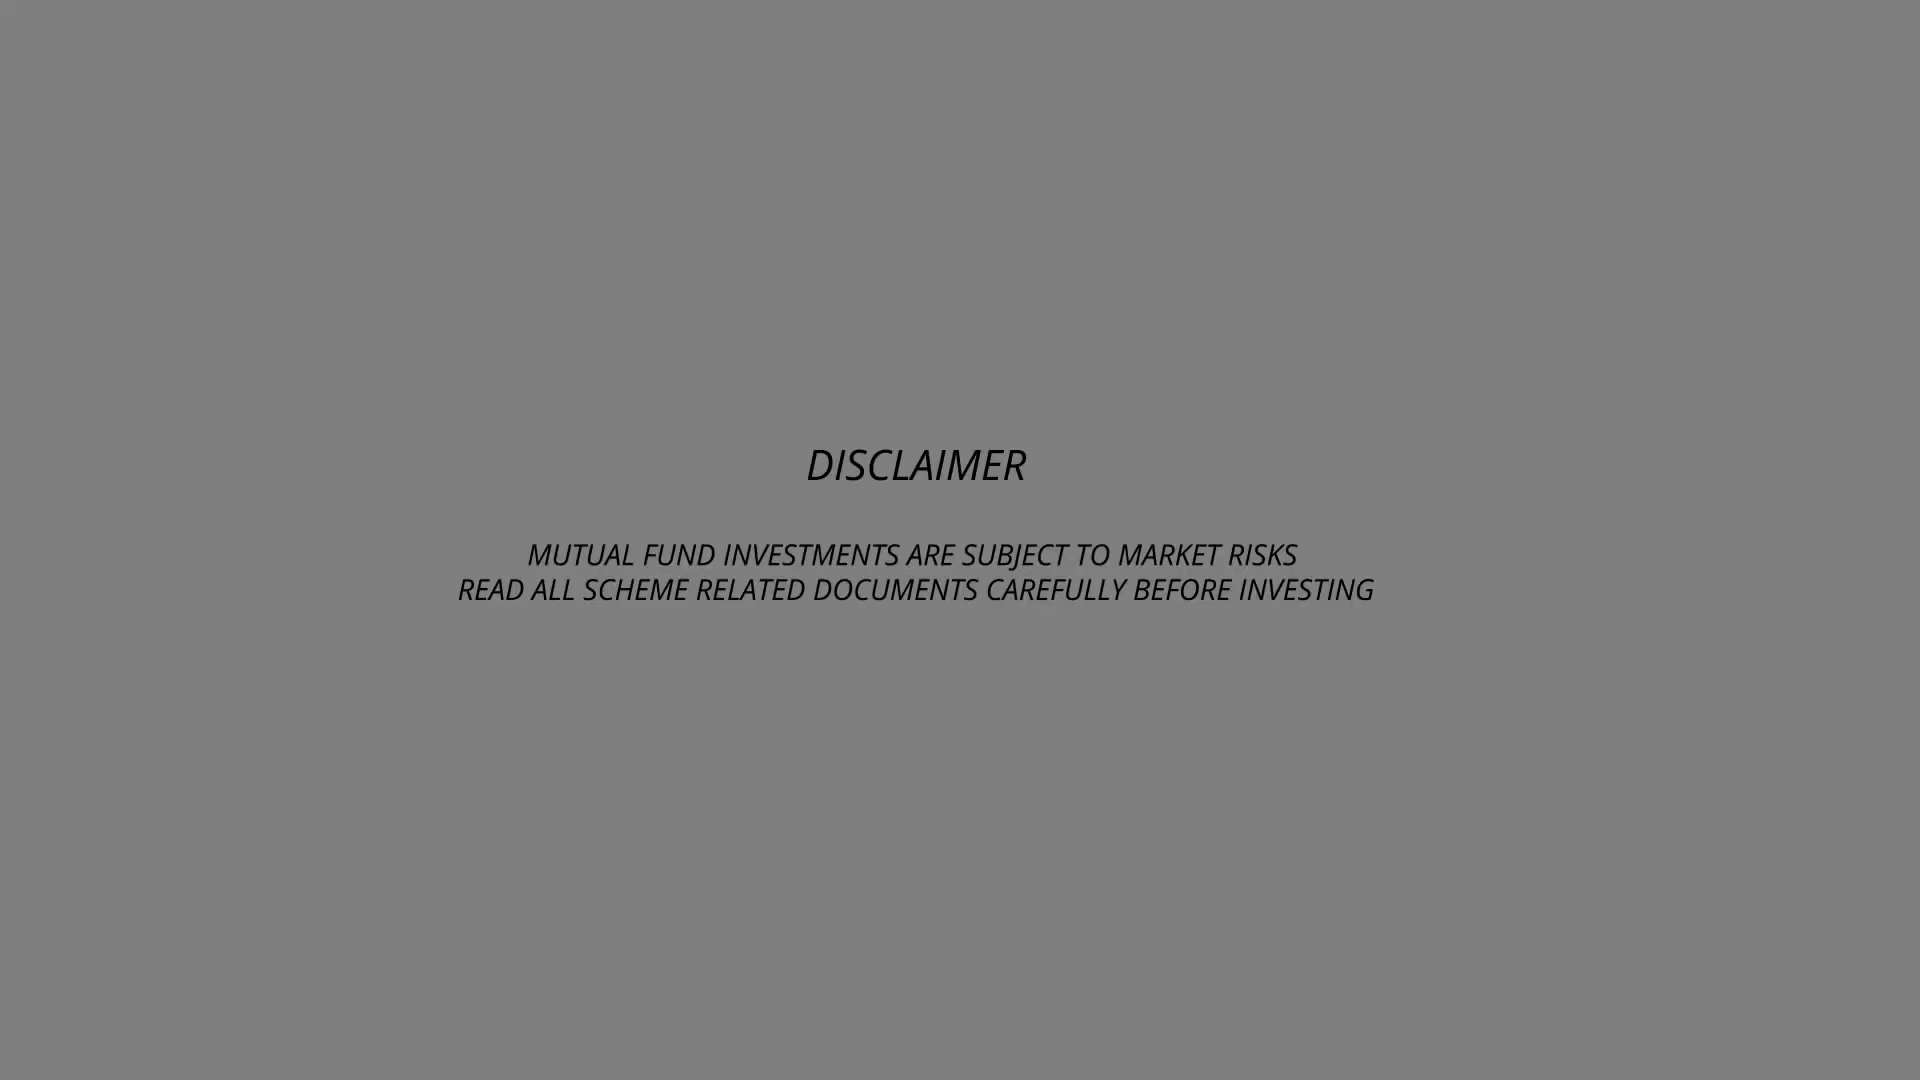 DISCLAIMER
MUTUAL FUND INVESTMENTS ARE SUBJECT TO MARKET RISKS
READ ALL SCHEME RELATED DOCUMENTS CAREFULLY BEFORE INVESTING